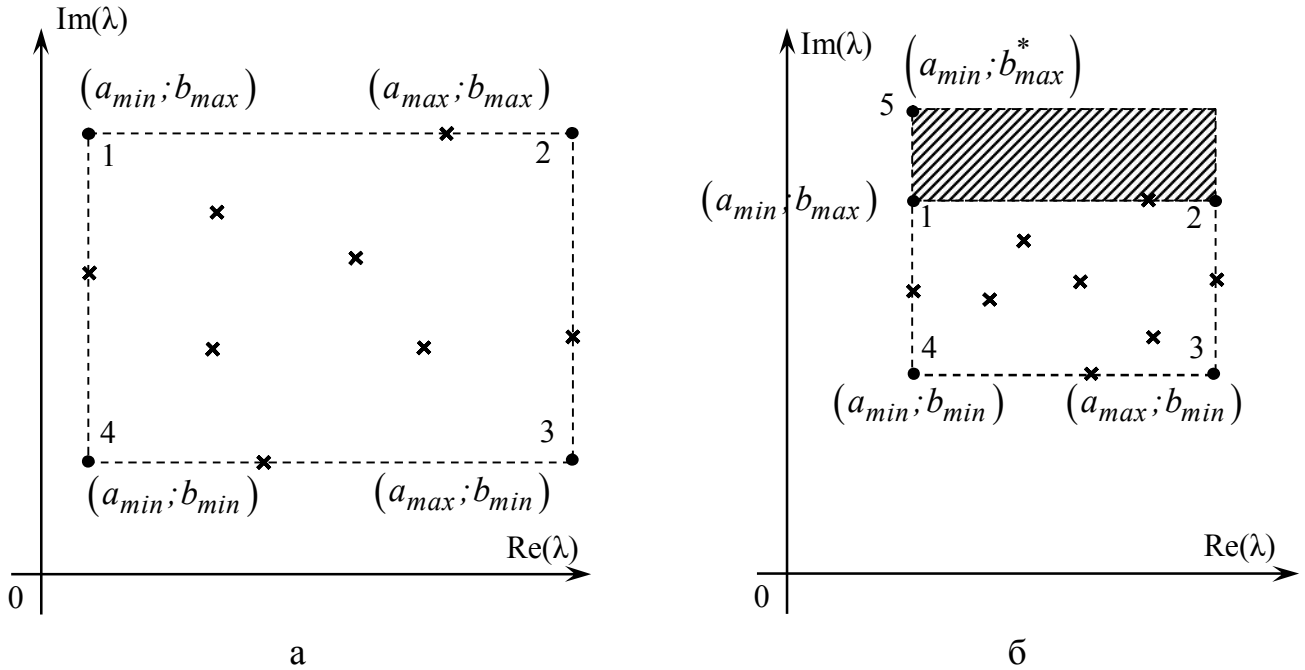 Im(λ)
(a_min; b_max)
(a_max; b_max)
1
2
4
3
(a_min; b_min)
(a_max; b_min)
Re(λ)
0
а
Im(λ)
(a_min; b*_max)
5
(a_min; b_max)
1
2
4
3
(a_min; b_min)
(a_max; b_min)
Re(λ)
0
б